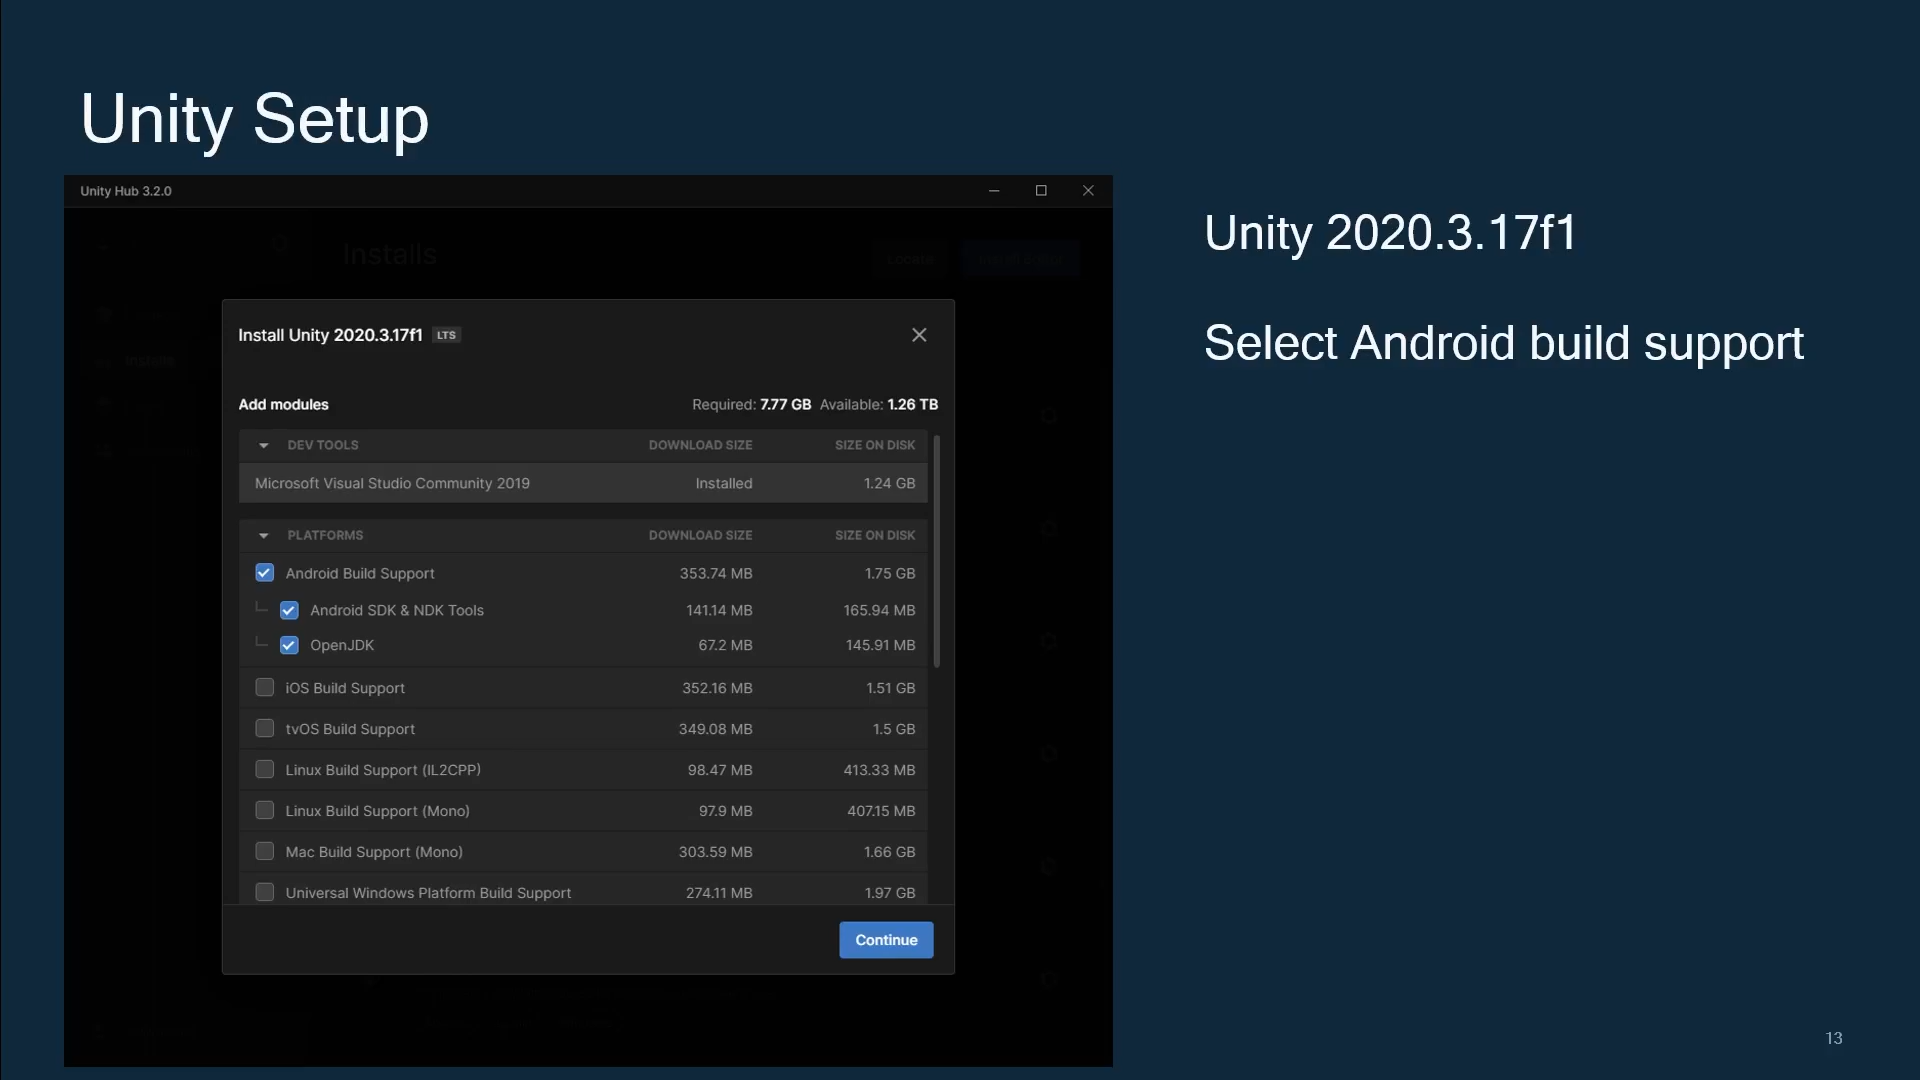 Unity Setup
Unity Hub 3.2.0
Installs
Locate
Install Editor
Install Unity 2020.3.17f1 LTS
Add modules Required: 7.77 GB Available: 1.26 TB
DEV TOOLS DOWNLOAD SIZE SIZE ON DISK
Microsoft Visual Studio Community 2019 Installed 1.24 GB
PLATFORMS DOWNLOAD SIZE SIZE ON DISK
Android Build Support 353.74 MB 1.75 GB
Android SDK & NDK Tools 141.14 MB 165.94 MB
OpenJDK 67.2 MB 145.91 MB
iOS Build Support 352.16 MB 1.51 GB
tvOS Build Support 349.08 MB 1.5 GB
Linux Build Support (IL2CPP) 98.47 MB 413.33 MB
Linux Build Support (Mono) 97.9 MB 407.15 MB
Mac Build Support (Mono) 303.59 MB 1.66 GB
Universal Windows Platform Build Support 274.11 MB 1.97 GB
Continue
Unity 2020.3.17f1
Select Android build support
13